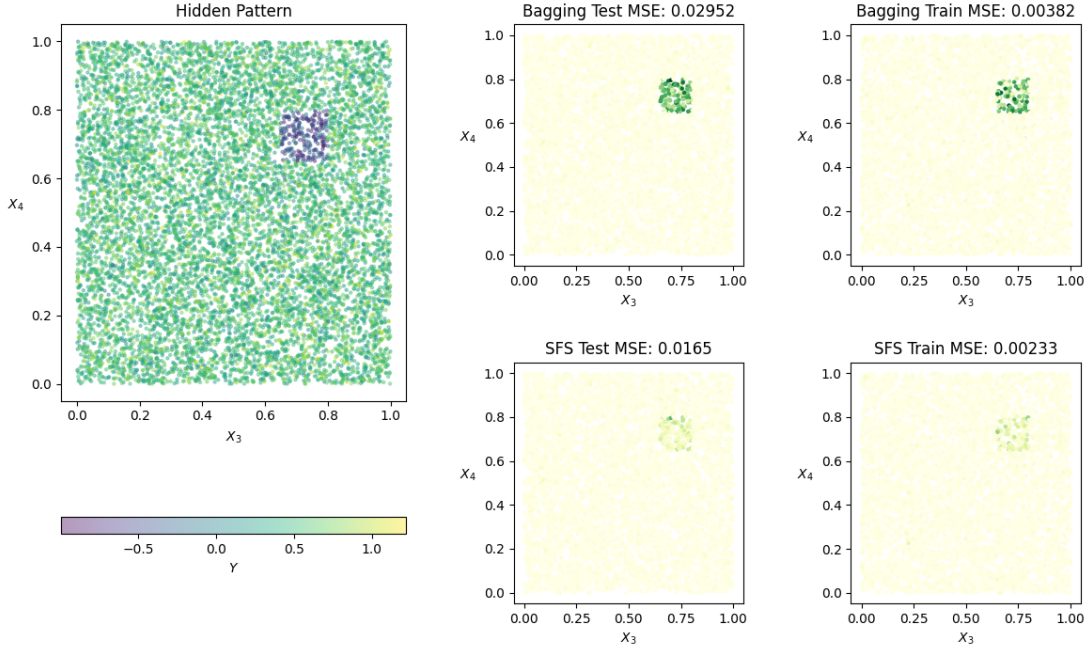 Hidden Pattern
1.0
0.8
0.6
X₄
0.4
0.2
0.0
0.0 0.2 0.4 0.6 0.8 1.0
X₃
−0.5 0.0 0.5 1.0
Y
Bagging Test MSE: 0.02952
1.0
0.8
0.6
X₄
0.4
0.2
0.0
0.00 0.25 0.50 0.75 1.00
X₃
Bagging Train MSE: 0.00382
1.0
0.8
0.6
X₄
0.4
0.2
0.0
0.00 0.25 0.50 0.75 1.00
X₃
SFS Test MSE: 0.0165
1.0
0.8
0.6
X₄
0.4
0.2
0.0
0.00 0.25 0.50 0.75 1.00
X₃
SFS Train MSE: 0.00233
1.0
0.8
0.6
X₄
0.4
0.2
0.0
0.00 0.25 0.50 0.75 1.00
X₃